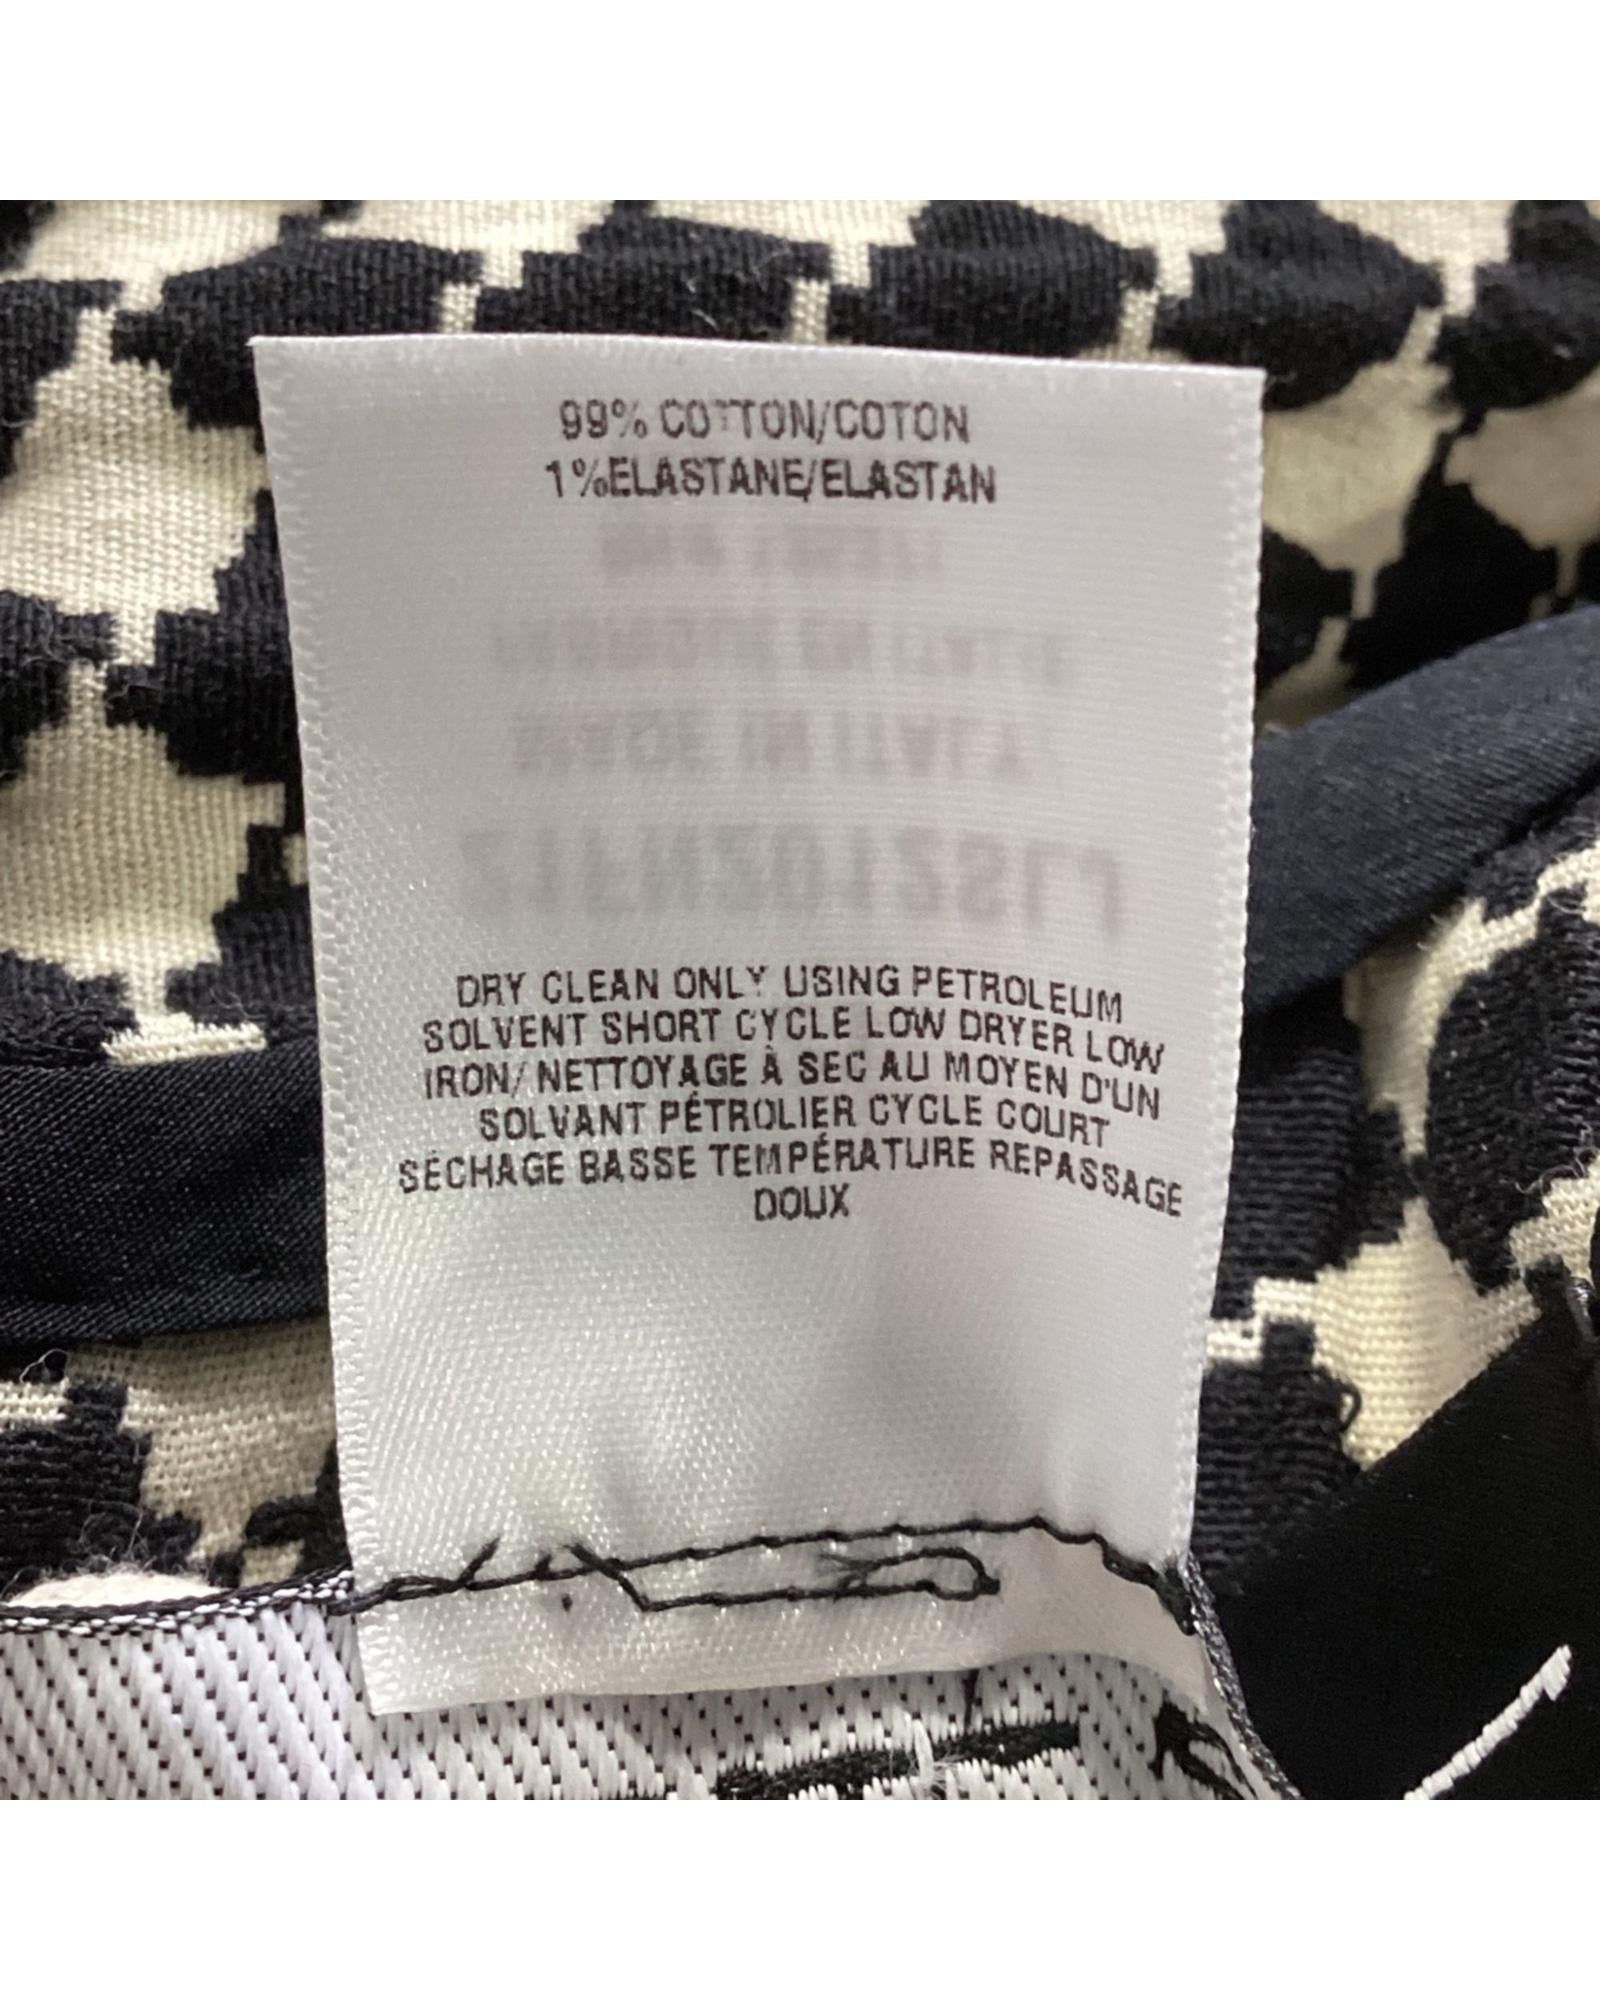 99% COTTON/COTON
1%ELASTANE/ELASTAN
DRY CLEAN ONLY USING PETROLEUM
SOLVENT SHORT CYCLE LOW DRYER LOW
IRON/ NETTOYAGE À SEC AU MOYEN D'UN
SOLVANT PÉTROLIER CYCLE COURT
SÉCHAGE BASSE TEMPÉRATURE REPASSAGE
DOUX